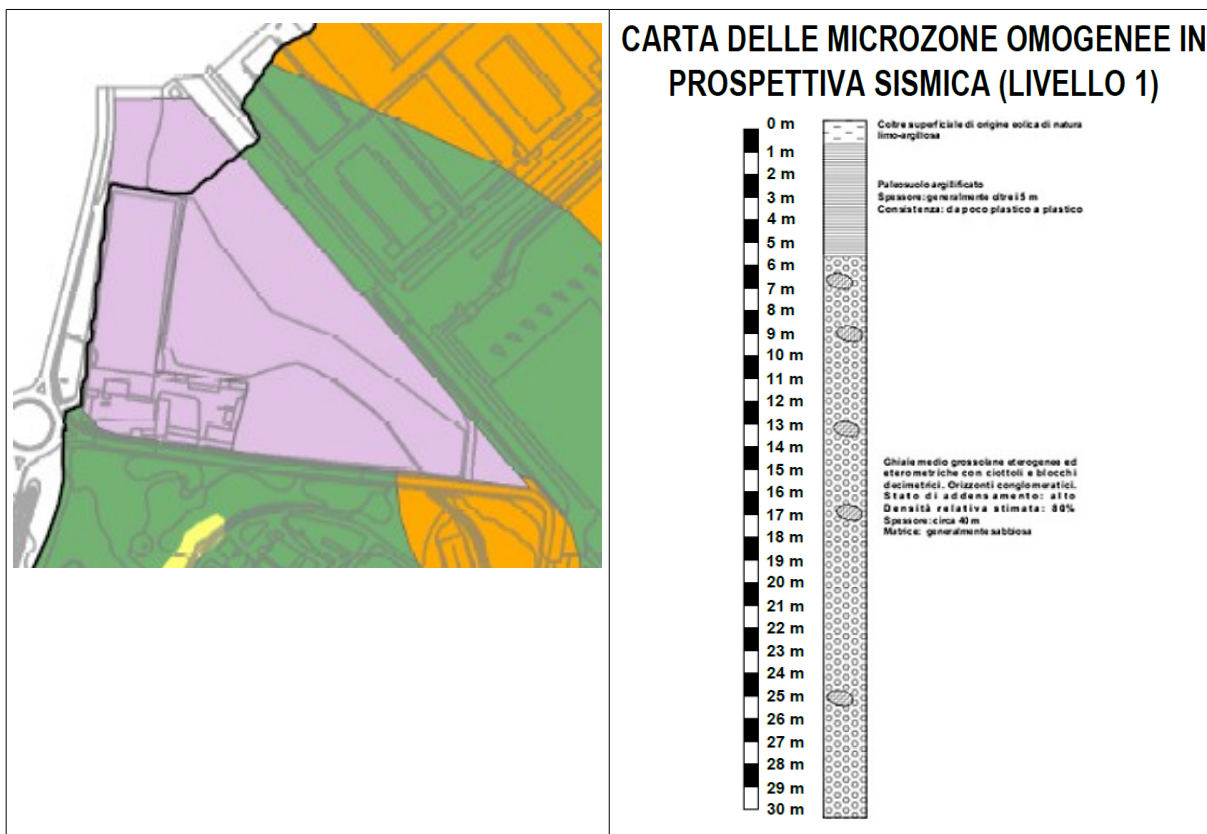 CARTA DELLE MICROZONE OMOGENEE IN
PROSPETTIVA SISMICA (LIVELLO 1)
0 m
1 m
2 m
3 m
4 m
5 m
6 m
7 m
8 m
9 m
10 m
11 m
12 m
13 m
14 m
15 m
16 m
17 m
18 m
19 m
20 m
21 m
22 m
23 m
24 m
25 m
26 m
27 m
28 m
29 m
30 m
Coltre superficiale di origine eolica di natura
limo-argillosa
Paleosuolo argillificato
Spessore: generalmente oltre i 5 m
Consistenza: da poco plastico a plastico
Ghiaie medio grossolane eterogenee ed
eterometriche con ciottoli e blocchi
decimetrici. Orizzonti conglomeratici.
Stato di addensamento: alto
Densità relativa stimata: 80%
Spessore: circa 40 m
Matrice: generalmente sabbiosa